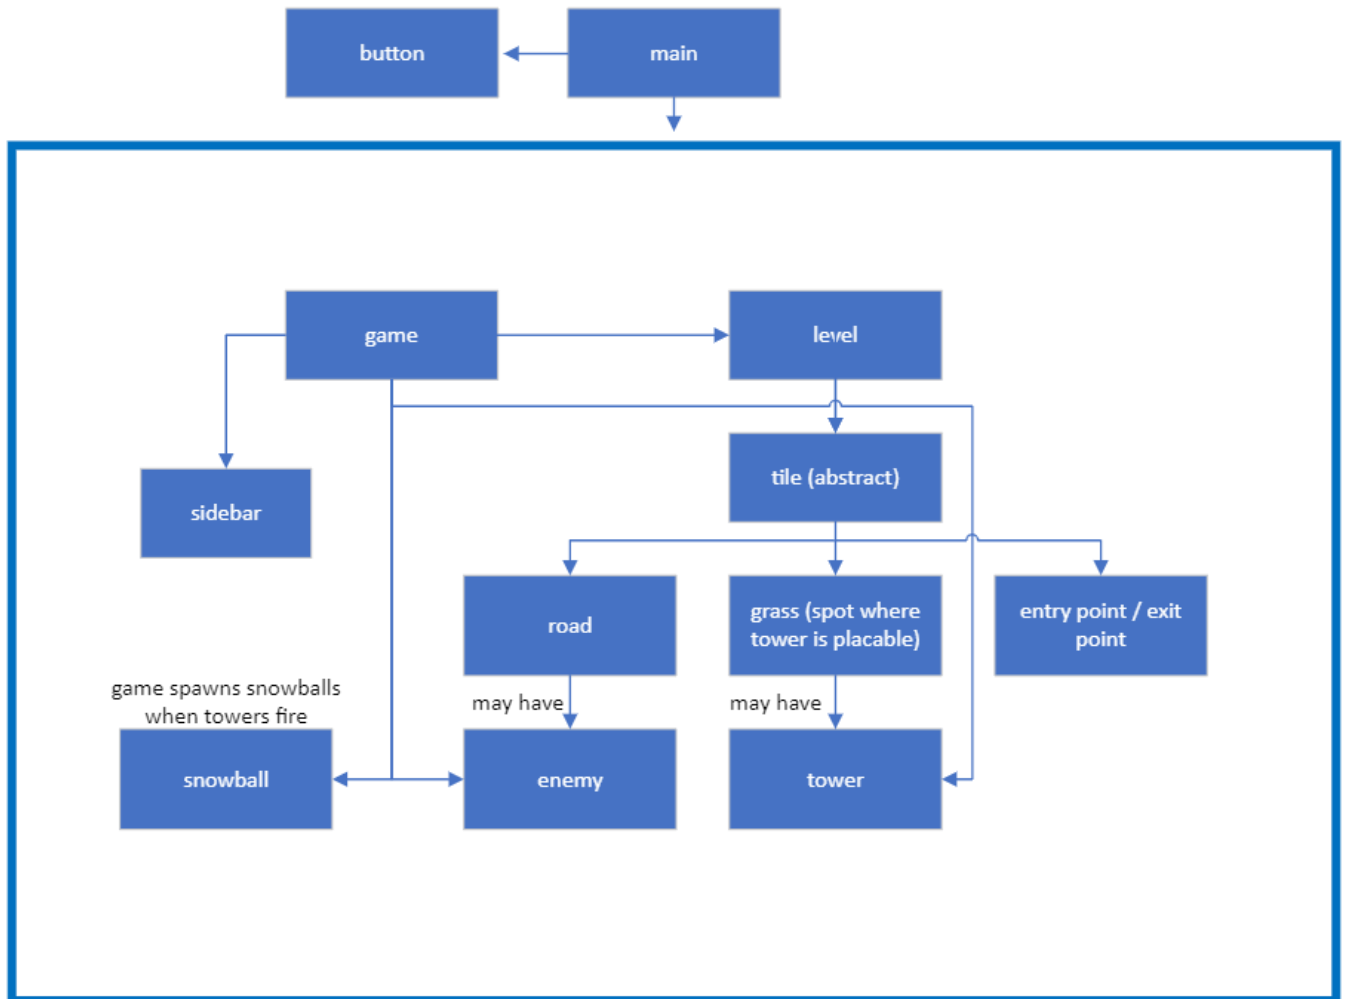 button
main
game
level
tile (abstract)
sidebar
road
grass (spot where
tower is placable)
entry point / exit
point
game spawns snowballs
when towers fire
may have
may have
snowball
enemy
tower